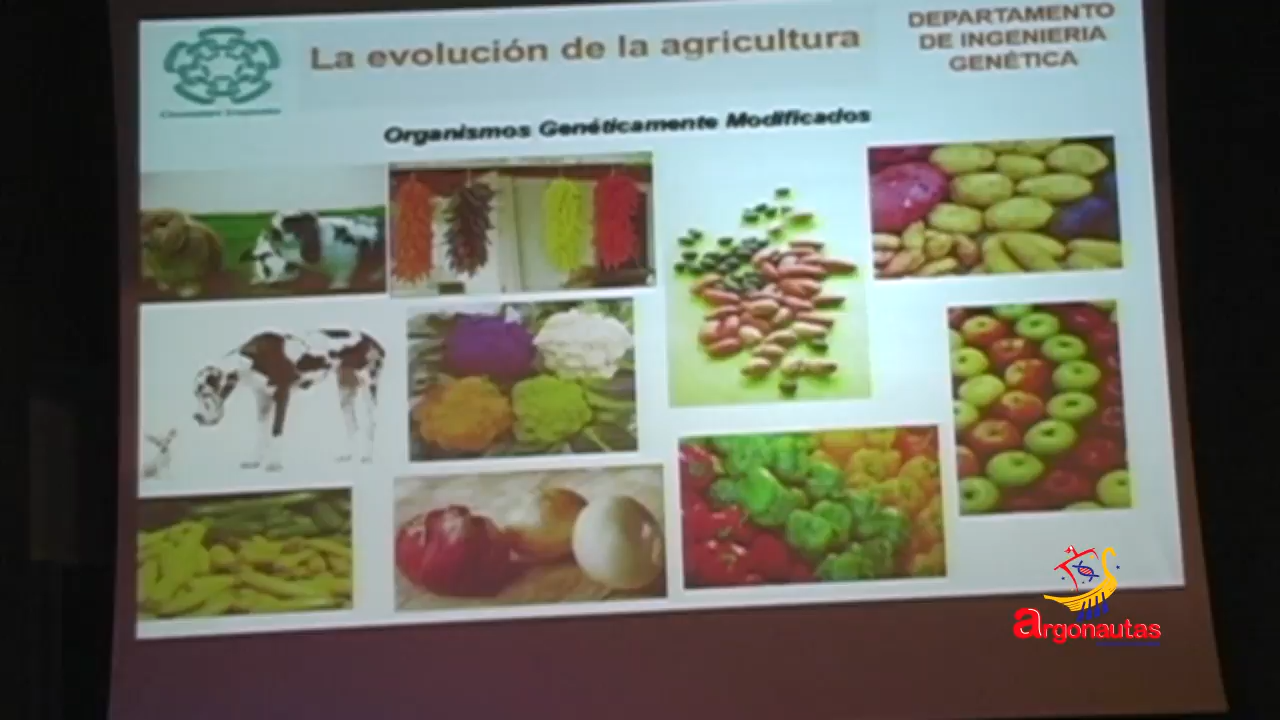 La evolución de la agricultura
DEPARTAMENTO
DE INGENIERIA
GENÉTICA
Organismos Genéticamente Modificados
argonautas